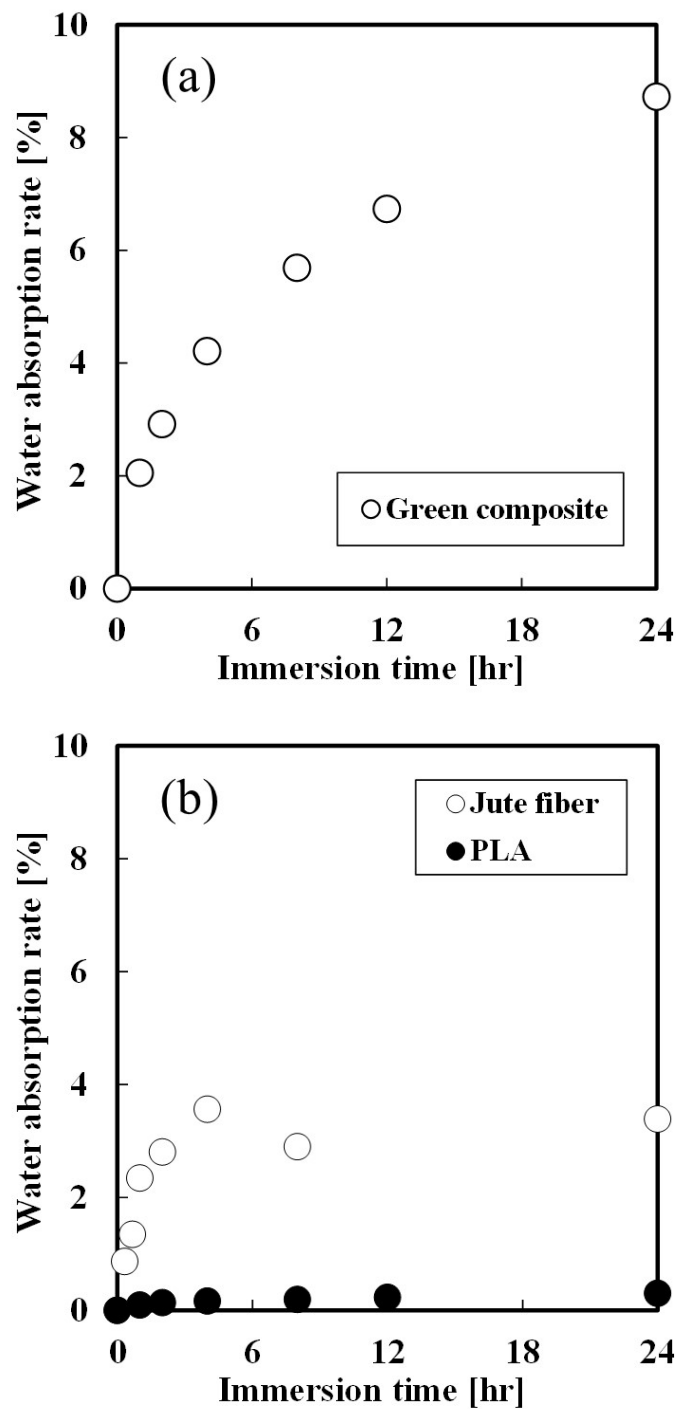 (a)
Water absorption rate [%]
10
8
6
4
2
0
Green composite
0 6 12 18 24
Immersion time [hr]
(b)
Water absorption rate [%]
10
8
6
4
2
0
Jute fiber
PLA
0 6 12 18 24
Immersion time [hr]